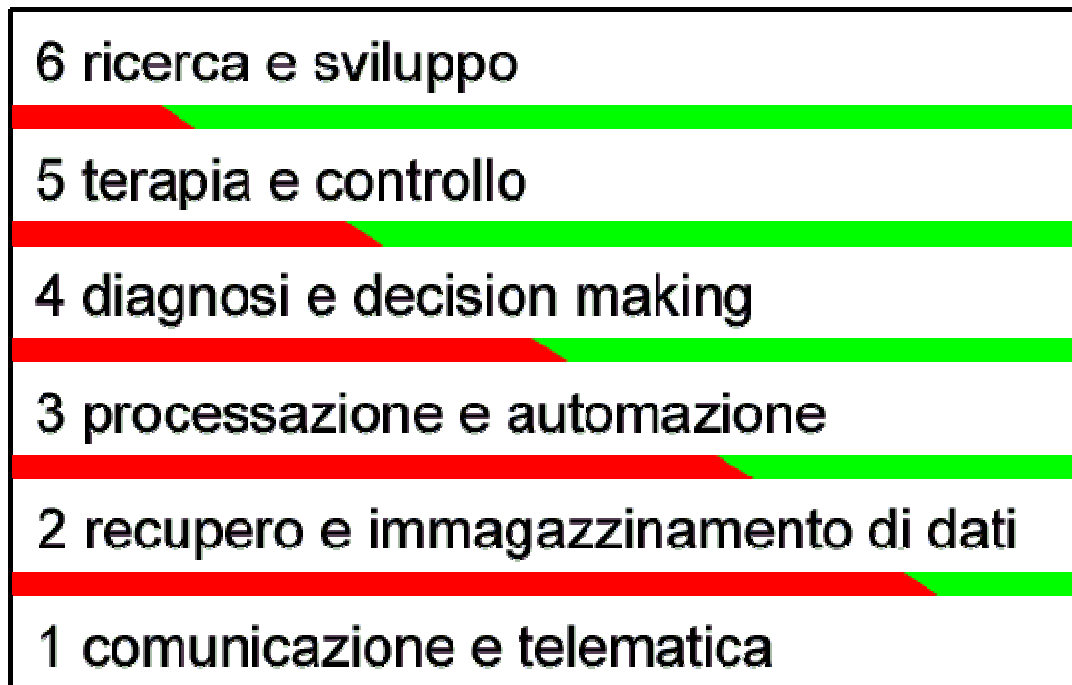 6 ricerca e sviluppo
5 terapia e controllo
4 diagnosi e decision making
3 processazione e automazione
2 recupero e immagazzinamento di dati
1 comunicazione e telematica